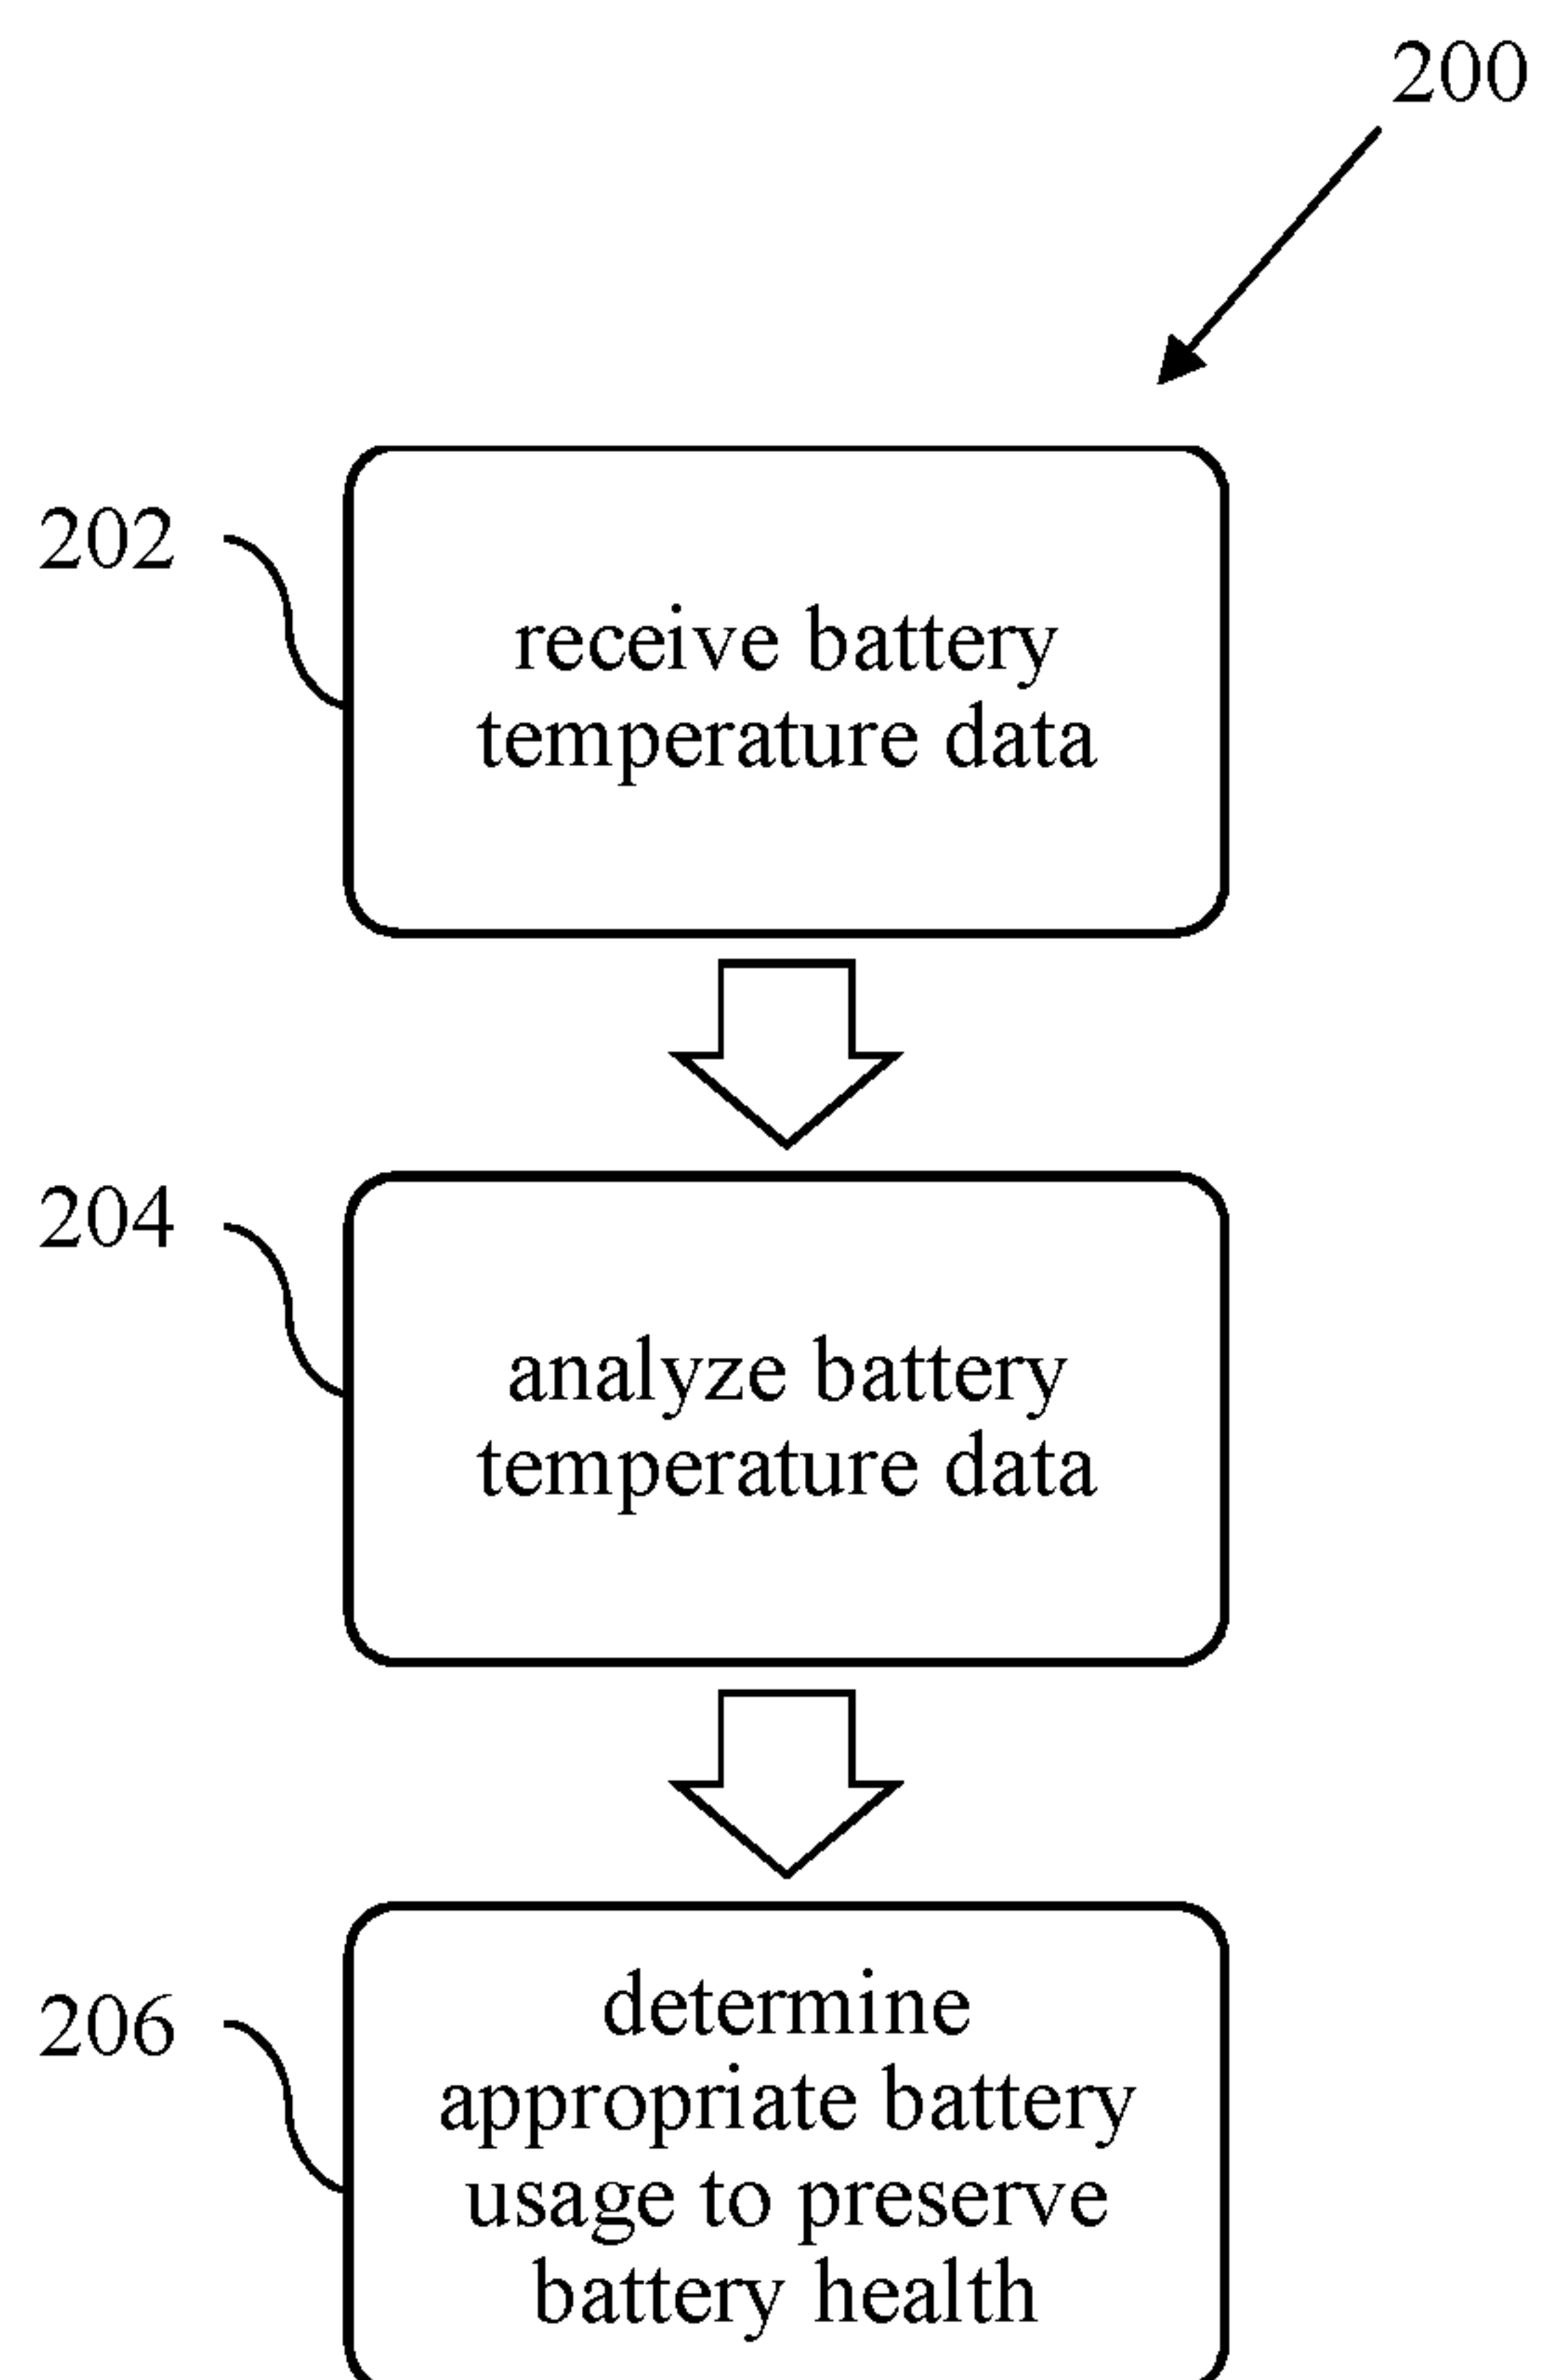 200
202
receive battery
temperature data
204
analyze battery
temperature data
206
determine
appropriate battery
usage to preserve
battery health